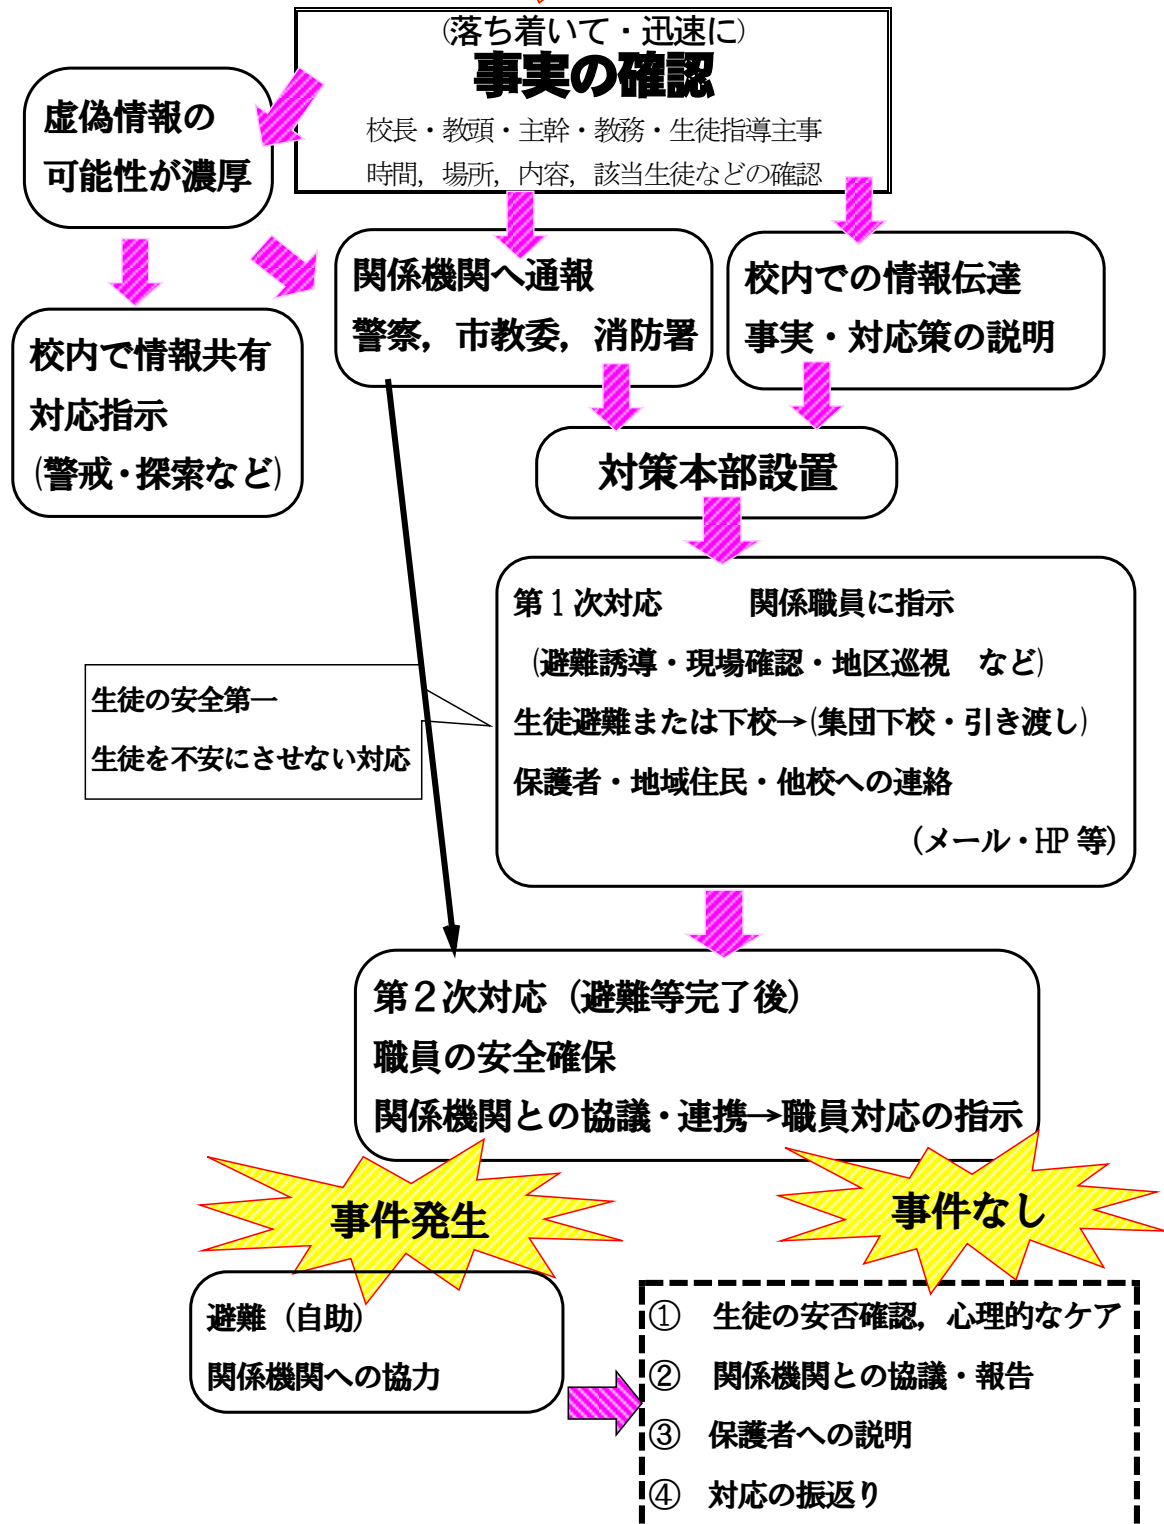 (落ち着いて・迅速に)
事実の確認
校長・教頭・主幹・教務・生徒指導主事
時間，場所，内容，該当生徒などの確認
虚偽情報の
可能性が濃厚
関係機関へ通報
警察，市教委，消防署
校内での情報伝達
事実・対応策の説明
校内で情報共有
対応指示
(警戒・探索など)
対策本部設置
第１次対応　　　関係職員に指示
(避難誘導・現場確認・地区巡視　など)
生徒避難または下校→(集団下校・引き渡し)
保護者・地域住民・他校への連絡
(メール・HP 等)
生徒の安全第一
生徒を不安にさせない対応
第２次対応（避難等完了後）
職員の安全確保
関係機関との協議・連携→職員対応の指示
事件発生
事件なし
避難（自助）
関係機関への協力
①　生徒の安否確認，心理的なケア
②　関係機関との協議・報告
③　保護者への説明
④　対応の振返り